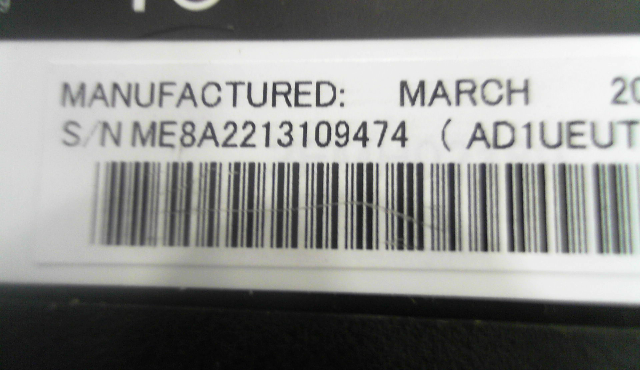 MANUFACTURED: MARCH 20
S/N ME8A2213109474 ( AD1UEUT